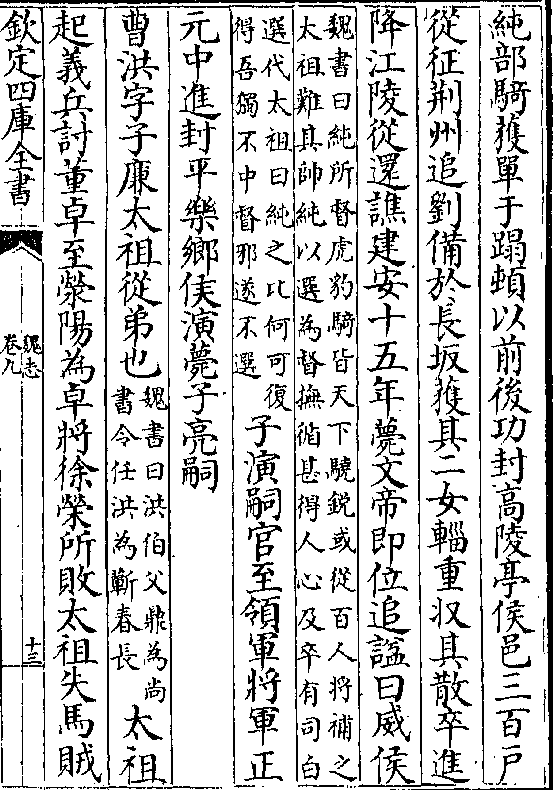 純部騎獲單于蹋頓以前後功封高陵亭侯邑三百户
從征荆州追劉備於長坂獲其二女輜重収其散卒進
降江陵從還譙建安十五年薨文帝即位追諡曰威侯
魏書曰純所督虎豹騎皆天下驍鋭或從百人將補之
太祖難其帥純以選為督撫循甚得人心及卒有司白
選代太祖曰純之比何可復
得吾獨不中督邪遂不選
子演嗣官至領軍將軍正
元中進封平樂鄉侯演薨子亮嗣
曹洪字子廉太祖從弟也
魏書曰洪伯父鼎為尚
書令任洪為蘄春長
太祖
起義兵討董卓至滎陽為卓將徐榮所敗太祖失馬賊
欽定四庫全書
魏志
卷九
十三